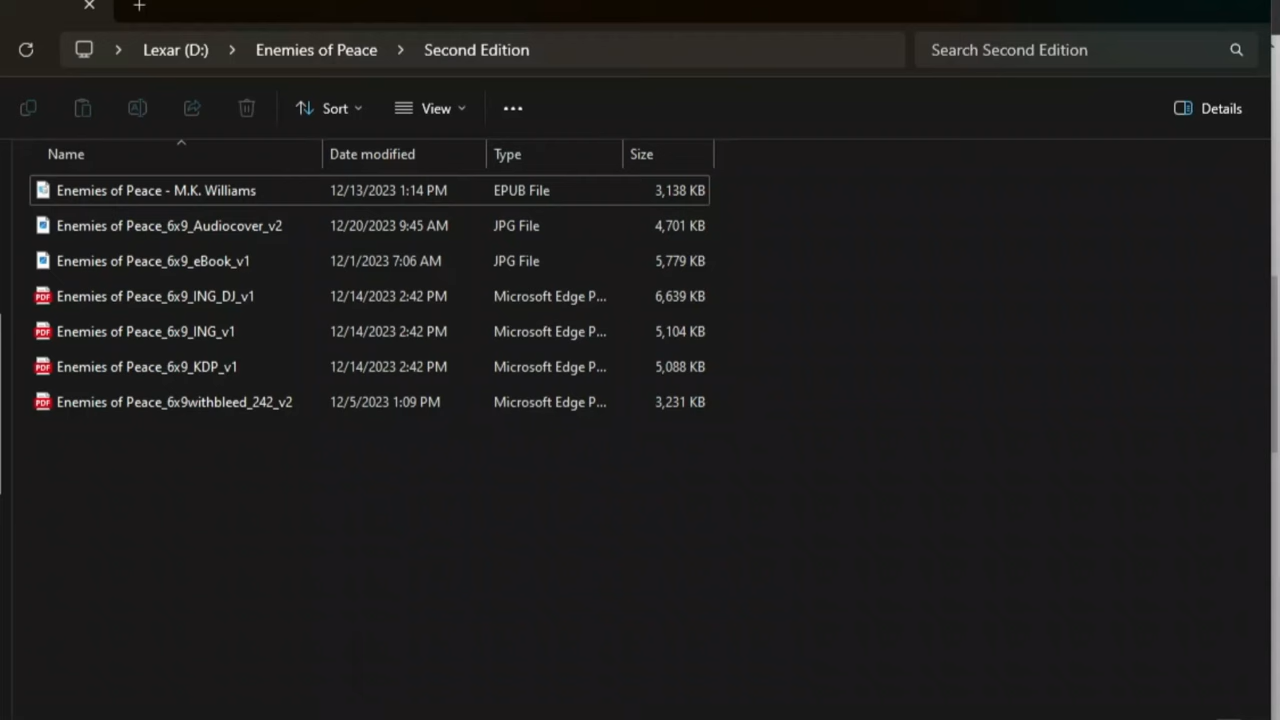 Lexar (D:) Enemies of Peace Second Edition Search Second Edition
Sort View Details
Name Date modified Type Size
Enemies of Peace - M.K. Williams 12/13/2023 1:14 PM EPUB File 3,138 KB
Enemies of Peace_6x9_Audiocover_v2 12/20/2023 9:45 AM JPG File 4,701 KB
Enemies of Peace_6x9_eBook_v1 12/1/2023 7:06 AM JPG File 5,779 KB
PDF Enemies of Peace_6x9_ING_DJ_v1 12/14/2023 2:42 PM Microsoft Edge P... 6,639 KB
PDF Enemies of Peace_6x9_ING_v1 12/14/2023 2:42 PM Microsoft Edge P... 5,104 KB
PDF Enemies of Peace_6x9_KDP_v1 12/14/2023 2:42 PM Microsoft Edge P... 5,088 KB
PDF Enemies of Peace_6x9withbleed_242_v2 12/5/2023 1:09 PM Microsoft Edge P... 3,231 KB